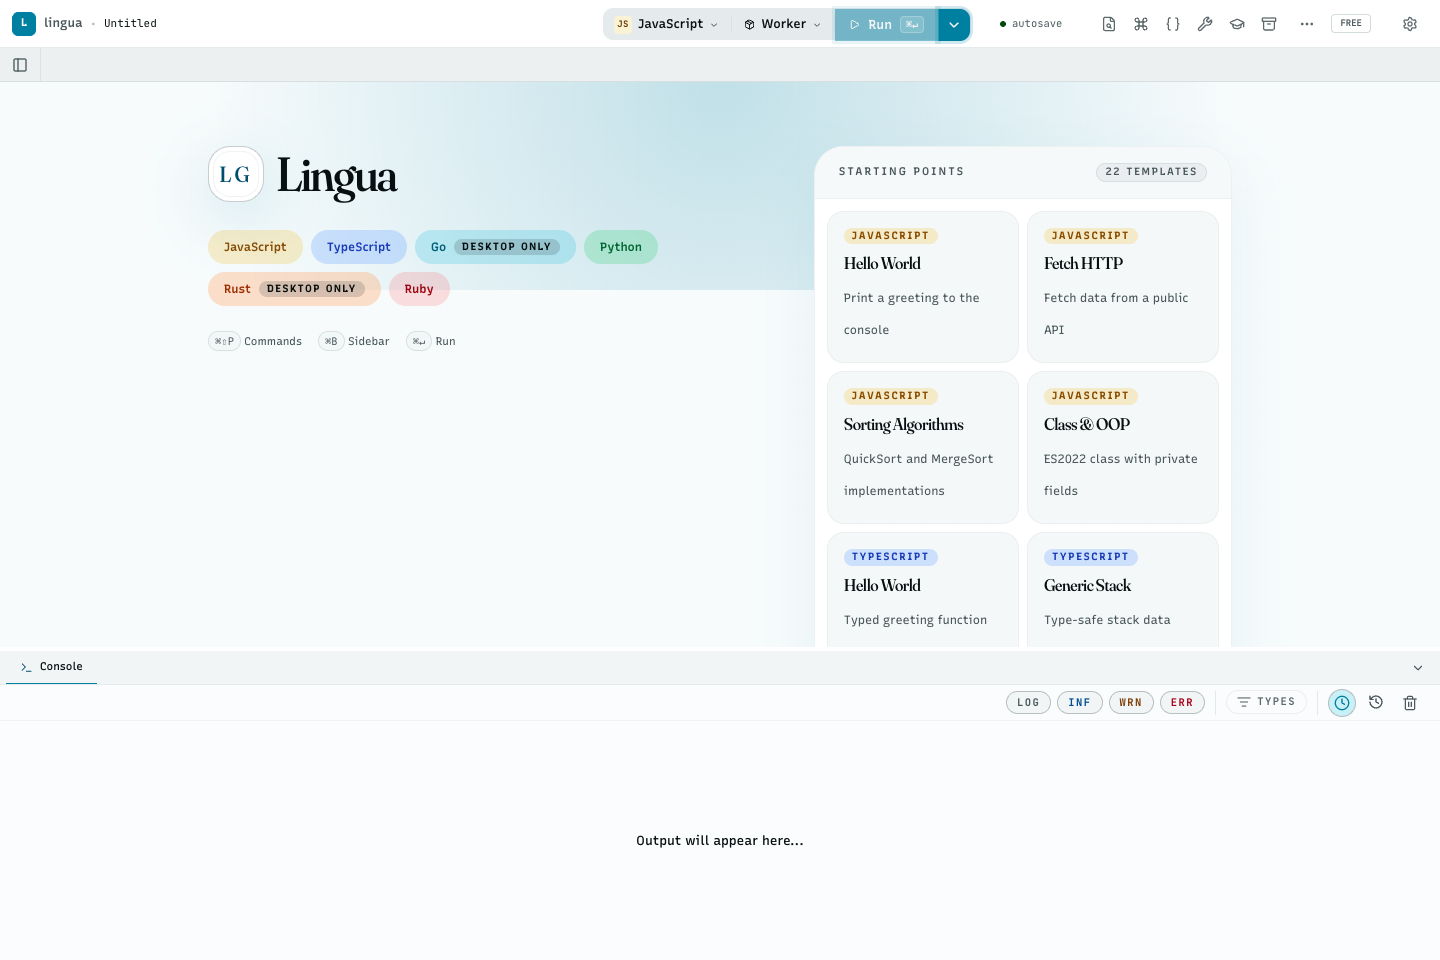 L lingua • Untitled
JS JavaScript Worker Run ⌘↵ autosave FREE
LG Lingua
JavaScript TypeScript Go DESKTOP ONLY Python
Rust DESKTOP ONLY Ruby
⌘⇧P Commands ⌘B Sidebar ⌘↵ Run
STARTING POINTS 22 TEMPLATES
JAVASCRIPT
Hello World
Print a greeting to the
console
JAVASCRIPT
Fetch HTTP
Fetch data from a public
API
JAVASCRIPT
Sorting Algorithms
QuickSort and MergeSort
implementations
JAVASCRIPT
Class & OOP
ES2022 class with private
fields
TYPESCRIPT
Hello World
Typed greeting function
TYPESCRIPT
Generic Stack
Type-safe stack data
Console
LOG INF WRN ERR TYPES
Output will appear here...